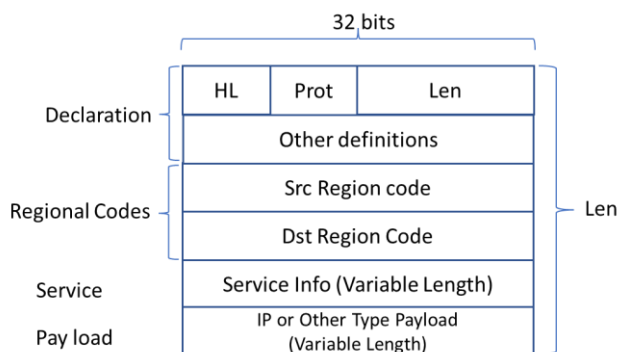 32 bits
HL Prot Len
Declaration
Other definitions
Src Region code
Regional Codes
Len
Dst Region Code
Service Info (Variable Length)
Service
IP or Other Type Payload
Pay load
(Variable Length)